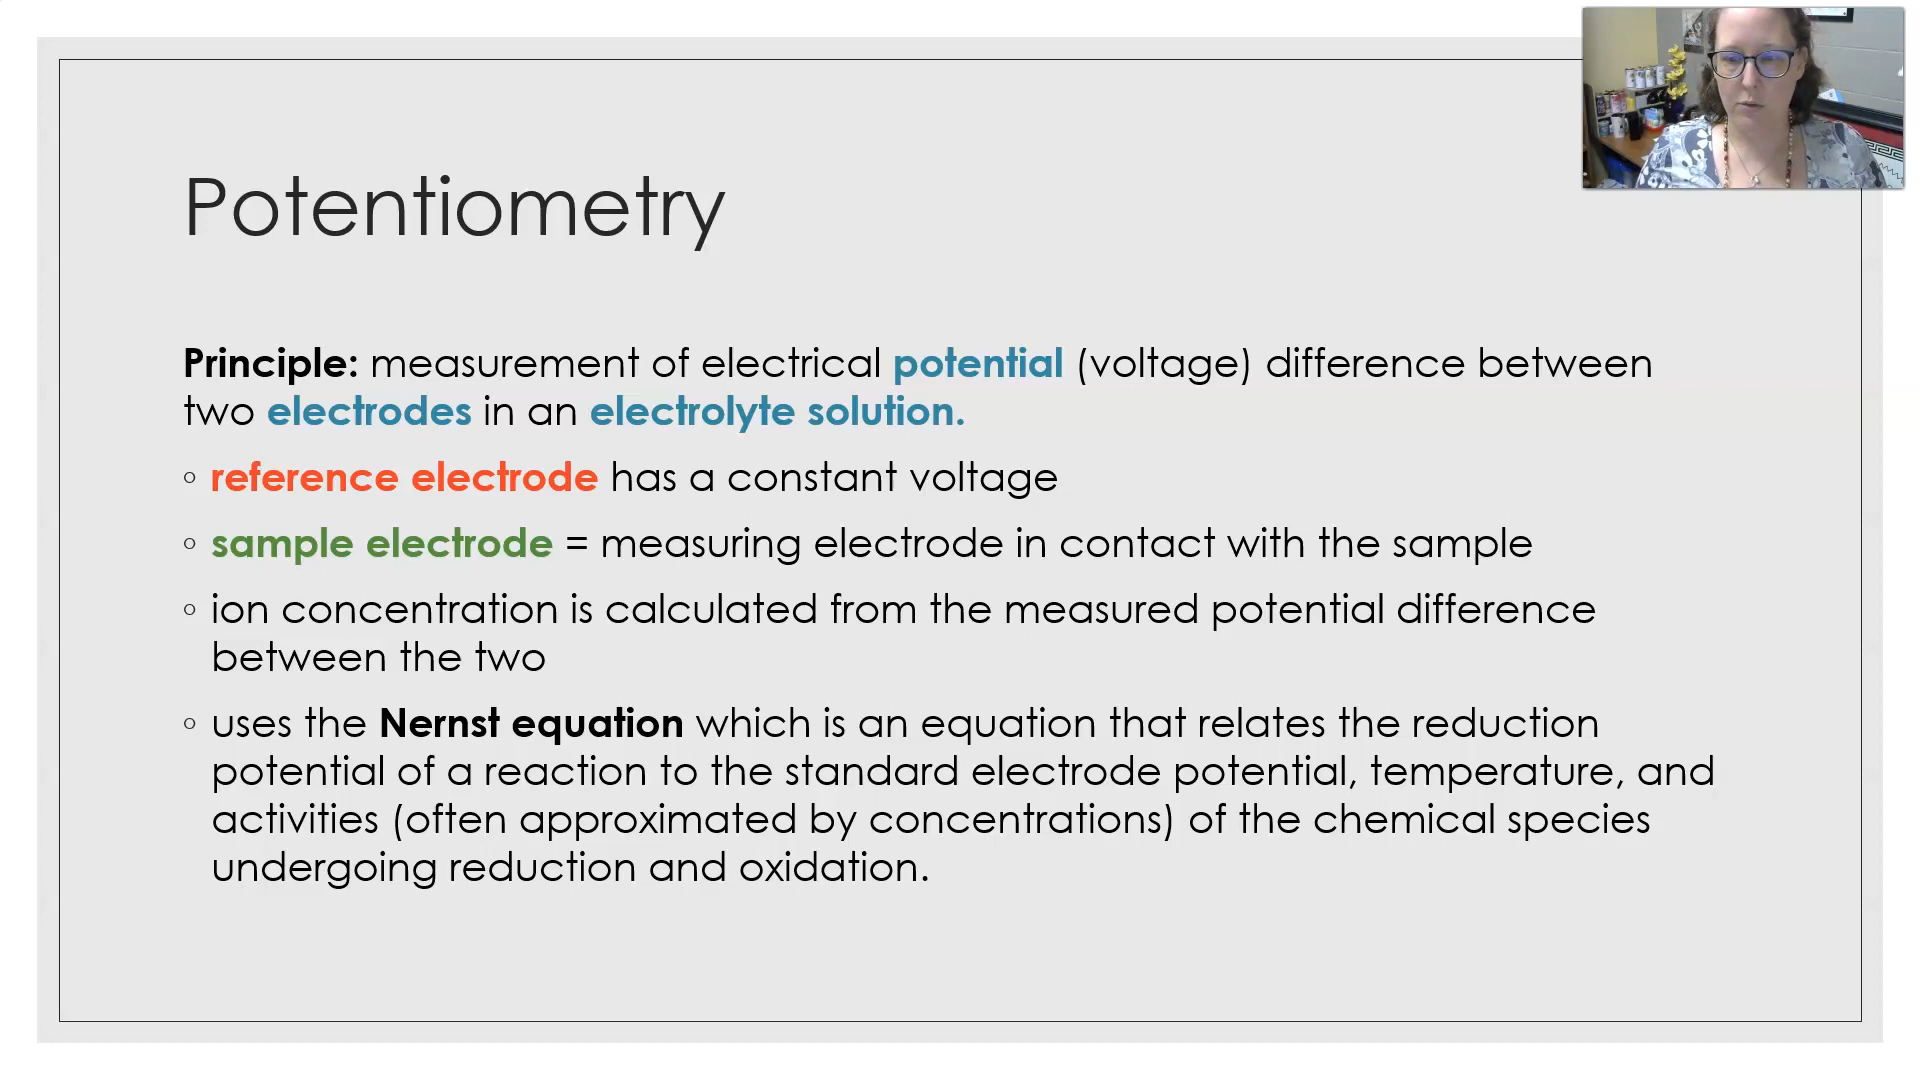 Potentiometry
Principle: measurement of electrical potential (voltage) difference between
two electrodes in an electrolyte solution.
◦ reference electrode has a constant voltage
◦ sample electrode = measuring electrode in contact with the sample
◦ ion concentration is calculated from the measured potential difference
between the two
◦ uses the Nernst equation which is an equation that relates the reduction
potential of a reaction to the standard electrode potential, temperature, and
activities (often approximated by concentrations) of the chemical species
undergoing reduction and oxidation.